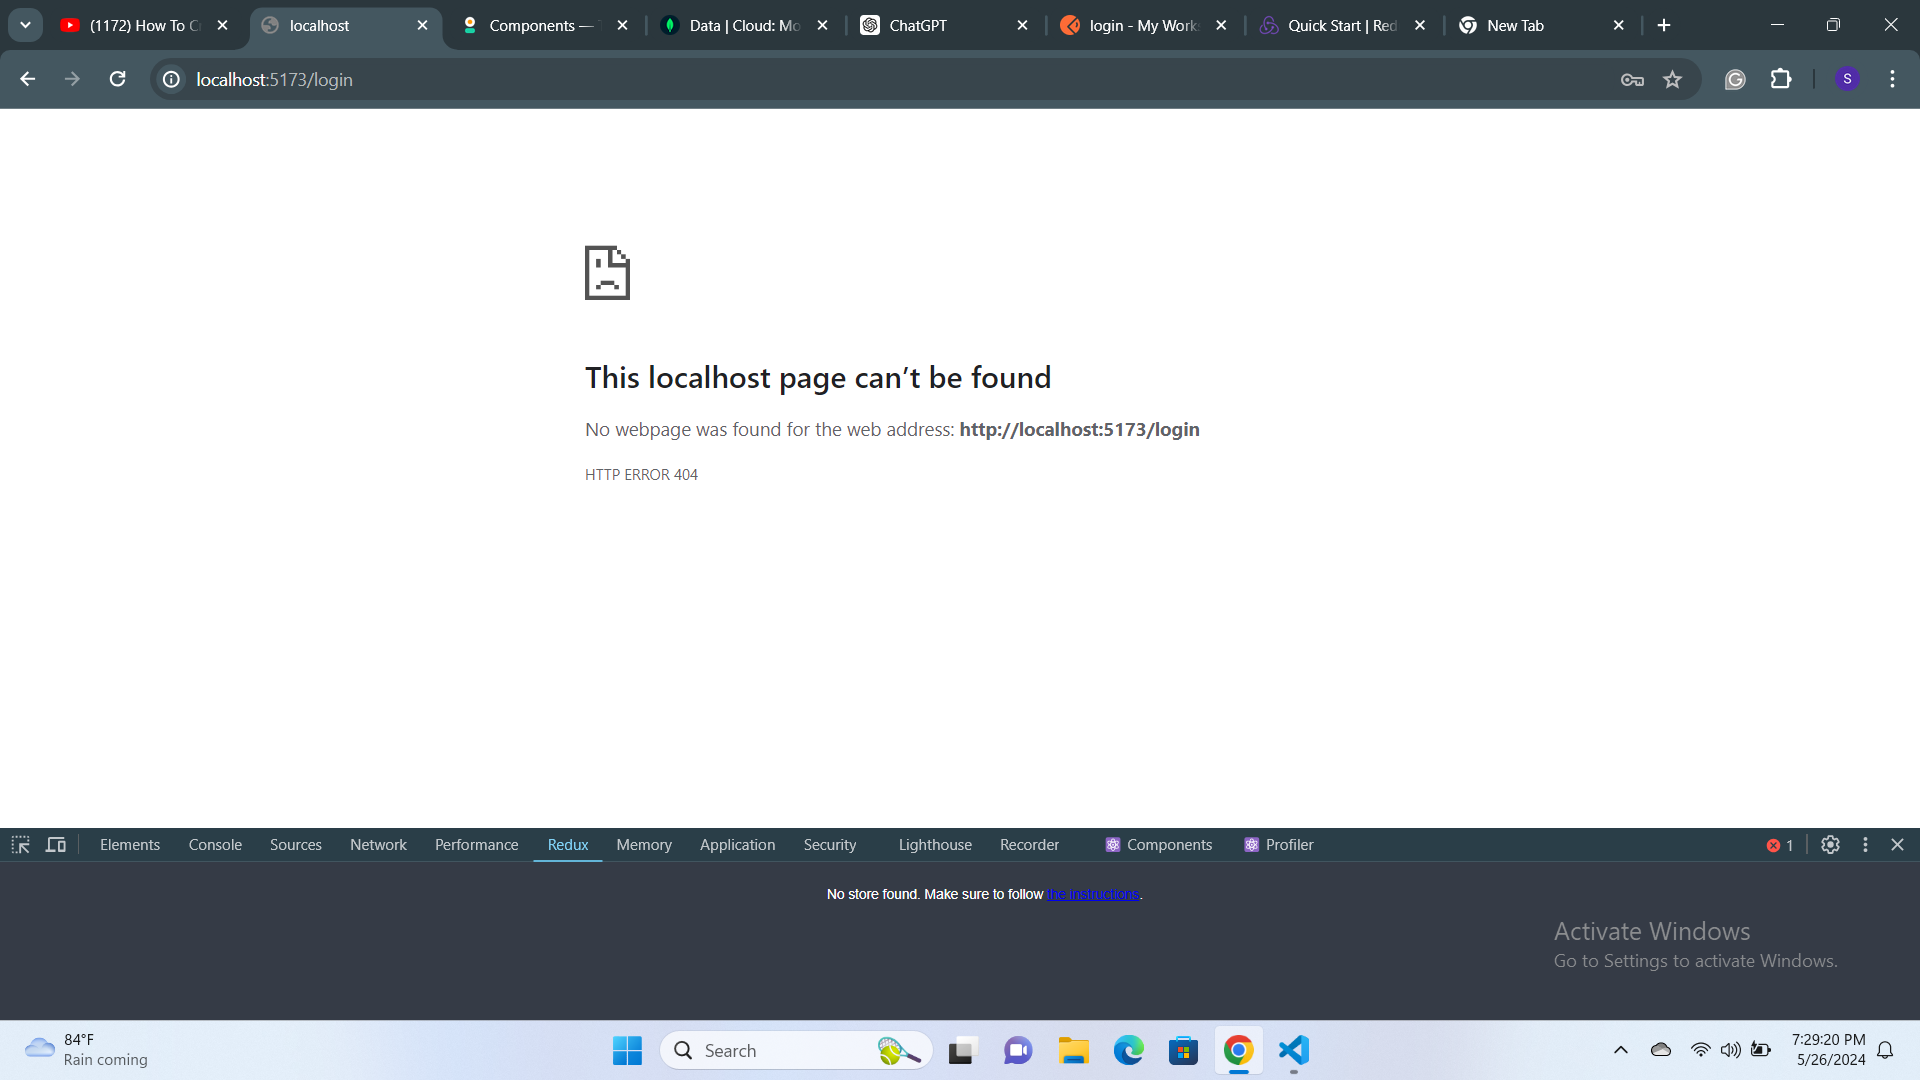 (1172) How To C
localhost
Components —
Data | Cloud: Mo
ChatGPT
login - My Work
Quick Start | Red
New Tab
localhost:5173/login
S
This localhost page can’t be found
No webpage was found for the web address: http://localhost:5173/login
HTTP ERROR 404
Elements Console Sources Network Performance Redux Memory Application Security Lighthouse Recorder Components Profiler 1
No store found. Make sure to follow the instructions.
Activate Windows
Go to Settings to activate Windows.
84°F
Rain coming
Search
7:29:20 PM
5/26/2024